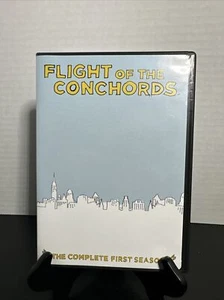 FLIGHT OF THE
CONCHORDS
THE COMPLETE FIRST SEASON